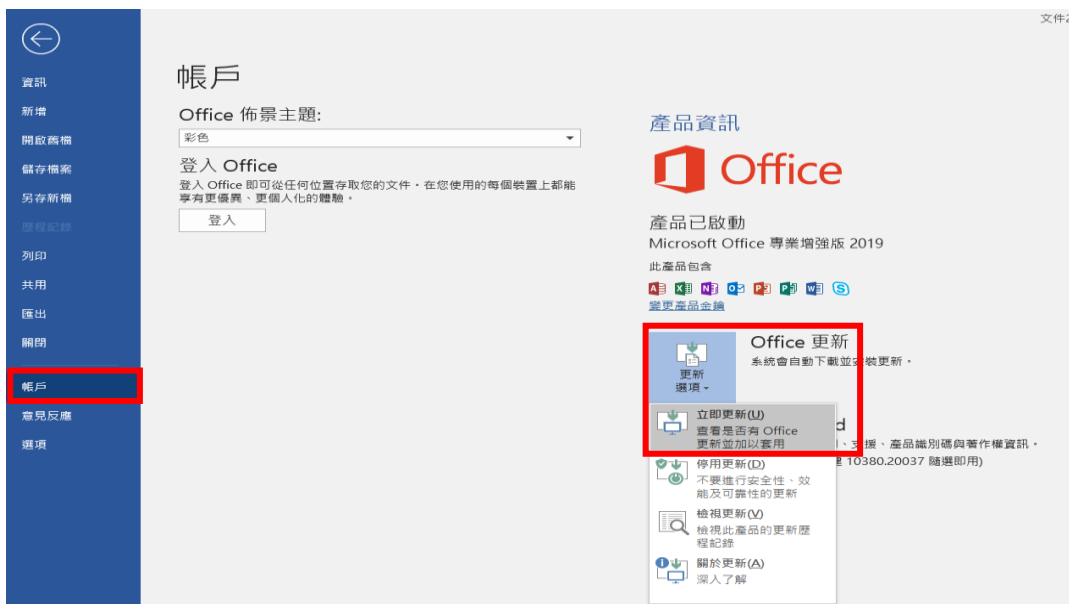 文件2
資訊
新增
開啟舊檔
儲存檔案
另存新檔
歷程記錄
列印
共用
匯出
關閉
帳戶
意見反應
選項
帳戶
Office 佈景主題:
彩色
登入 Office
登入 Office 即可從任何位置存取您的文件。在您使用的每個裝置上都能
享有更優異、更個人化的體驗。
登入
產品資訊
Office
產品已啟動
Microsoft Office 專業增強版 2019
此產品包含
變更產品金鑰
更新
選項
Office 更新
系統會自動下載並安裝更新。
立即更新(U)
查看是否有 Office
更新並加以套用
d
、支援、產品識別碼與著作權資訊。
10380.20037 隨選即用)
停用更新(D)
不要進行安全性、效
能及可靠性的更新
檢視更新(V)
檢視此產品的更新歷
程記錄
關於更新(A)
深入了解